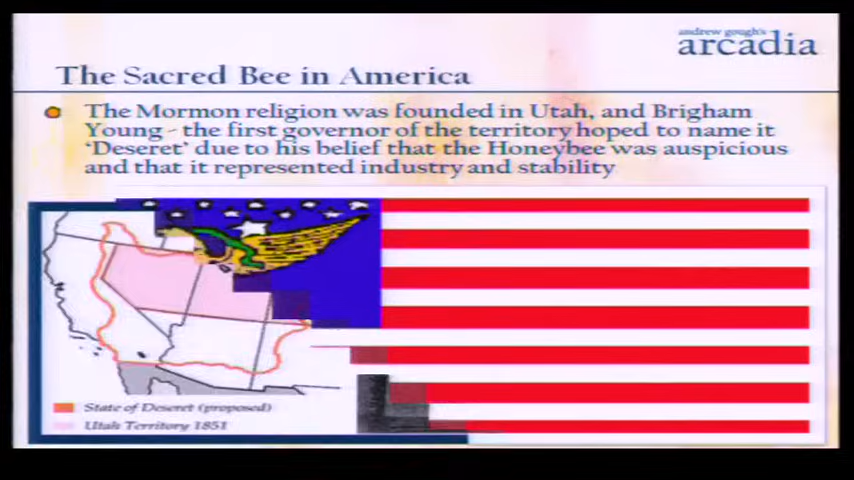 andrew gough's
arcadia
The Sacred Bee in America
The Mormon religion was founded in Utah, and Brigham
Young - the first governor of the territory hoped to name it
'Deseret' due to his belief that the Honeybee was auspicious
and that it represented industry and stability
State of Deseret (proposed)
Utah Territory 1851